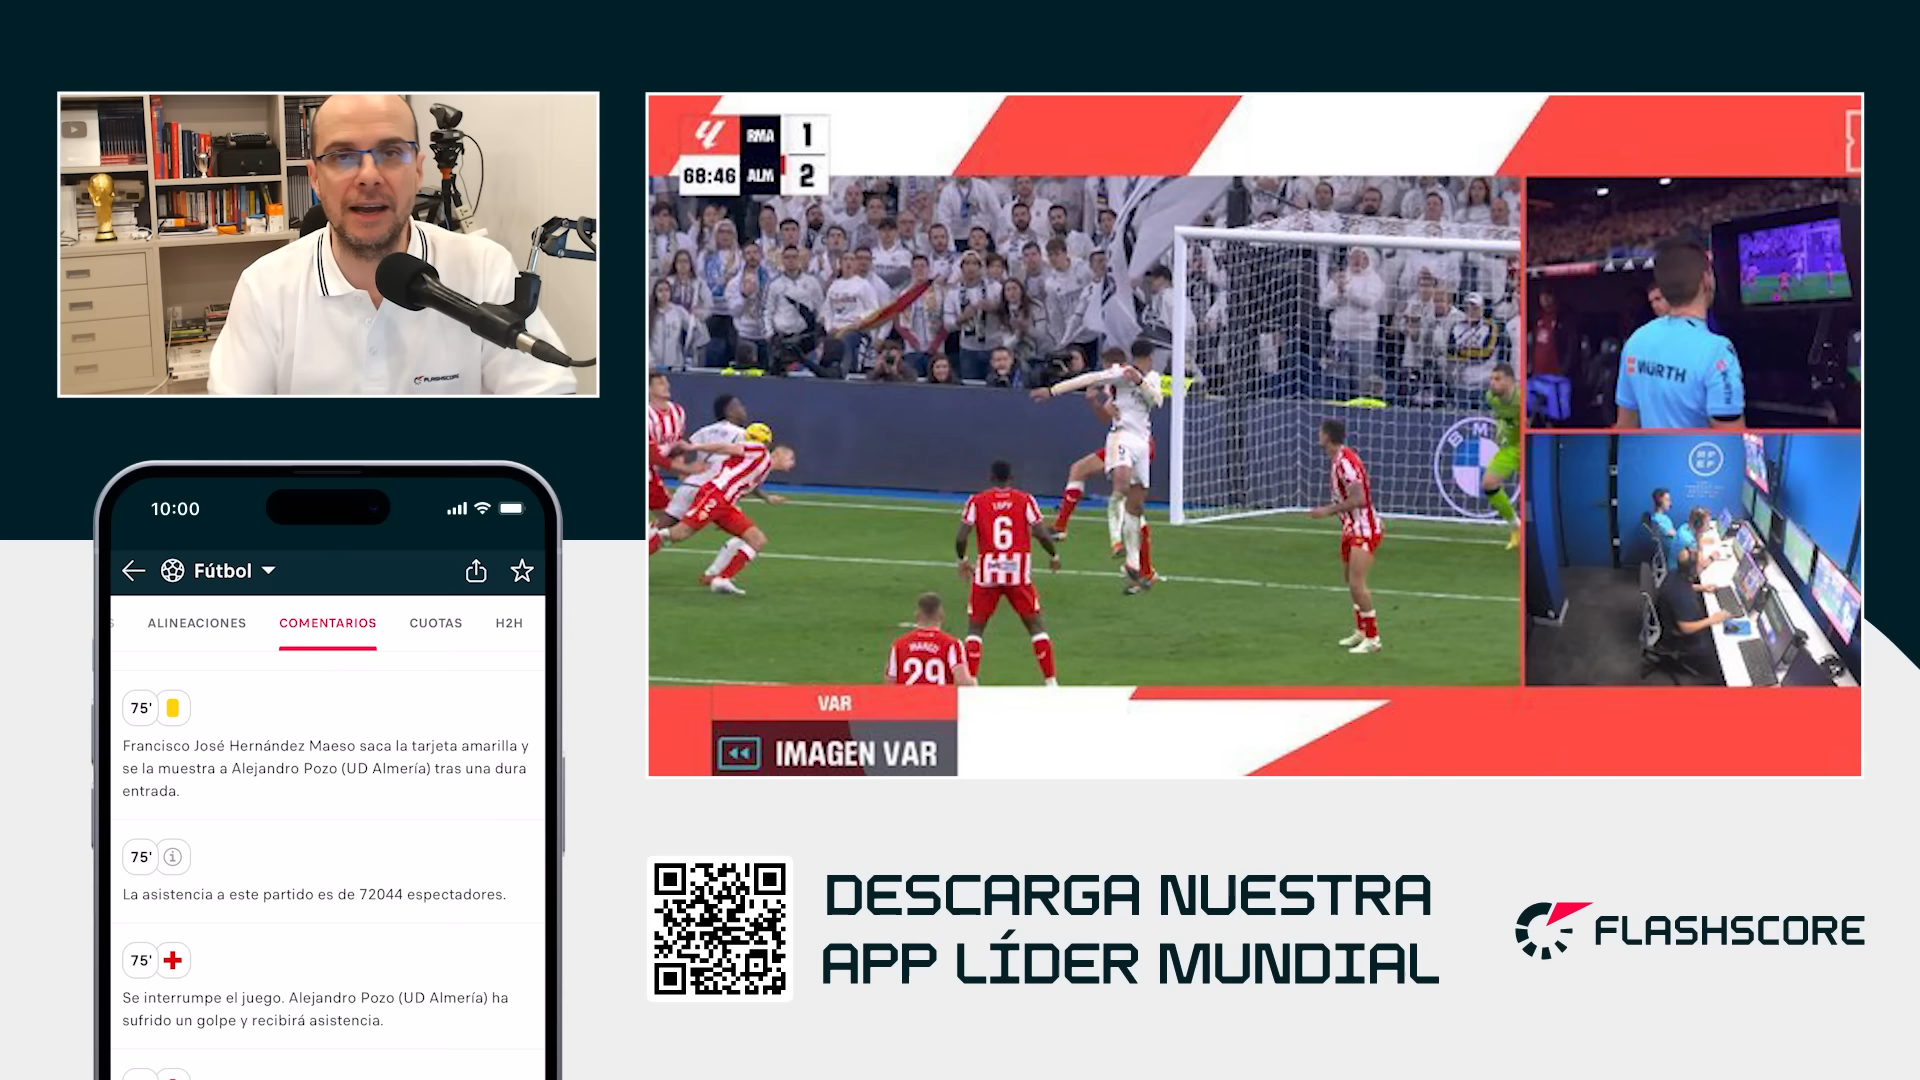 FLASHSCORE
RMA 1
68:46 ALM 2
WÜRTH
RFEF
BM
6
29
VAR
IMAGEN VAR
10:00
Fútbol
ALINEACIONES COMENTARIOS CUOTAS H2H
75'
Francisco José Hernández Maeso saca la tarjeta amarilla y
se la muestra a Alejandro Pozo (UD Almería) tras una dura
entrada.
75'
La asistencia a este partido es de 72044 espectadores.
75'
Se interrumpe el juego. Alejandro Pozo (UD Almería) ha
sufrido un golpe y recibirá asistencia.
DESCARGA NUESTRA
APP LÍDER MUNDIAL
FLASHSCORE